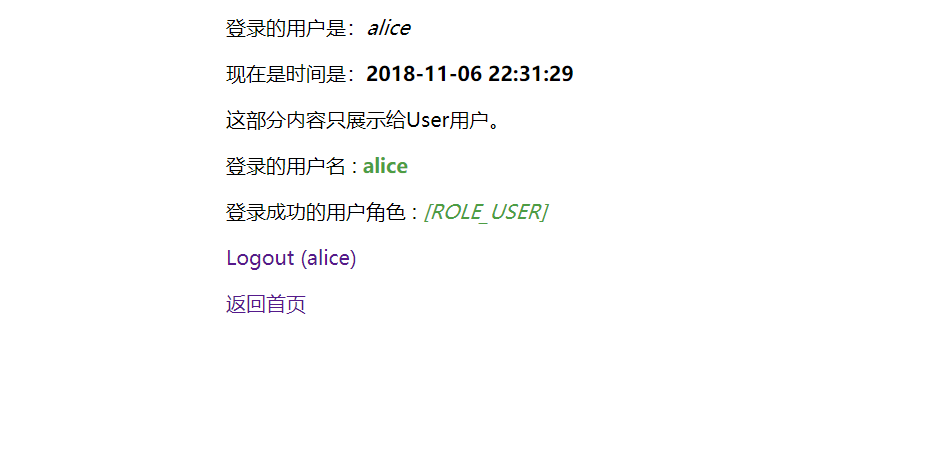 登录的用户是：alice
现在是时间是：2018-11-06 22:31:29
这部分内容只展示给User用户。
登录的用户名 : alice
登录成功的用户角色 : [ROLE_USER]
Logout (alice)
返回首页